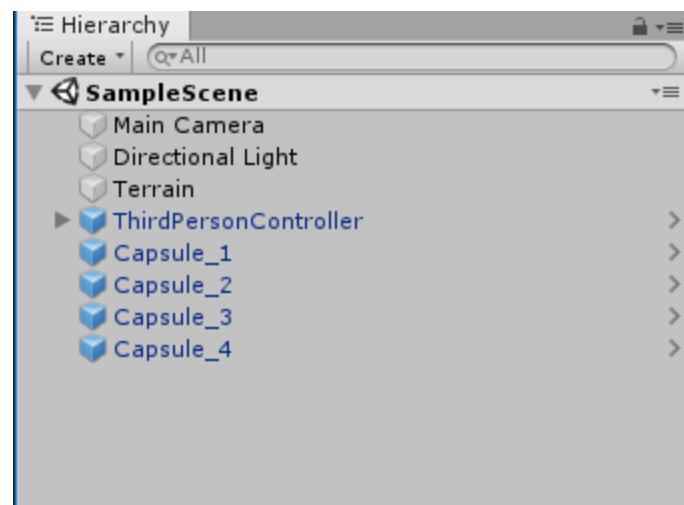 Hierarchy
Create All
SampleScene
Main Camera
Directional Light
Terrain
ThirdPersonController
Capsule_1
Capsule_2
Capsule_3
Capsule_4